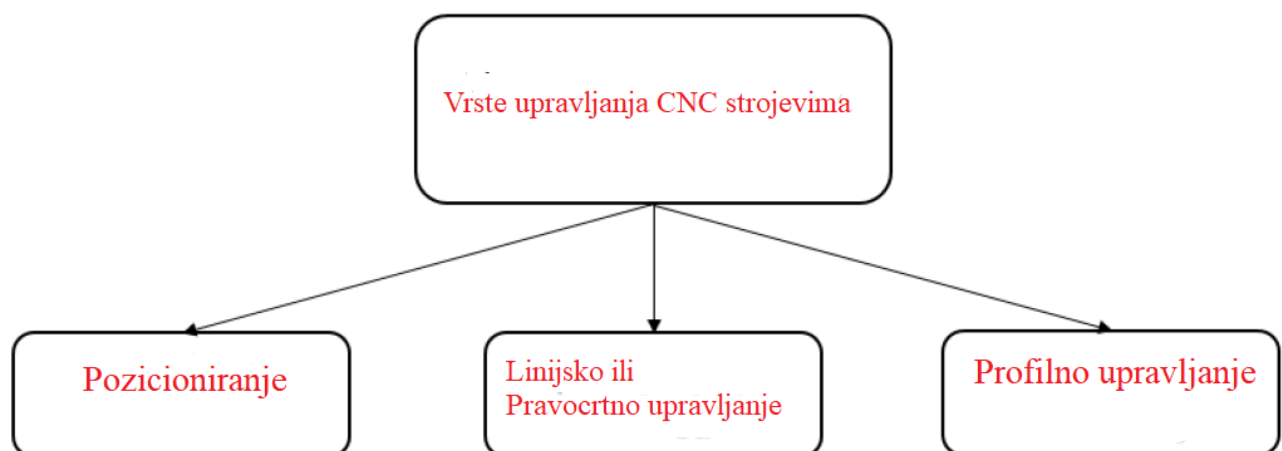 Vrste upravljanja CNC strojevima
Pozicioniranje
Linijsko ili
Pravocrtno upravljanje
Profilno upravljanje